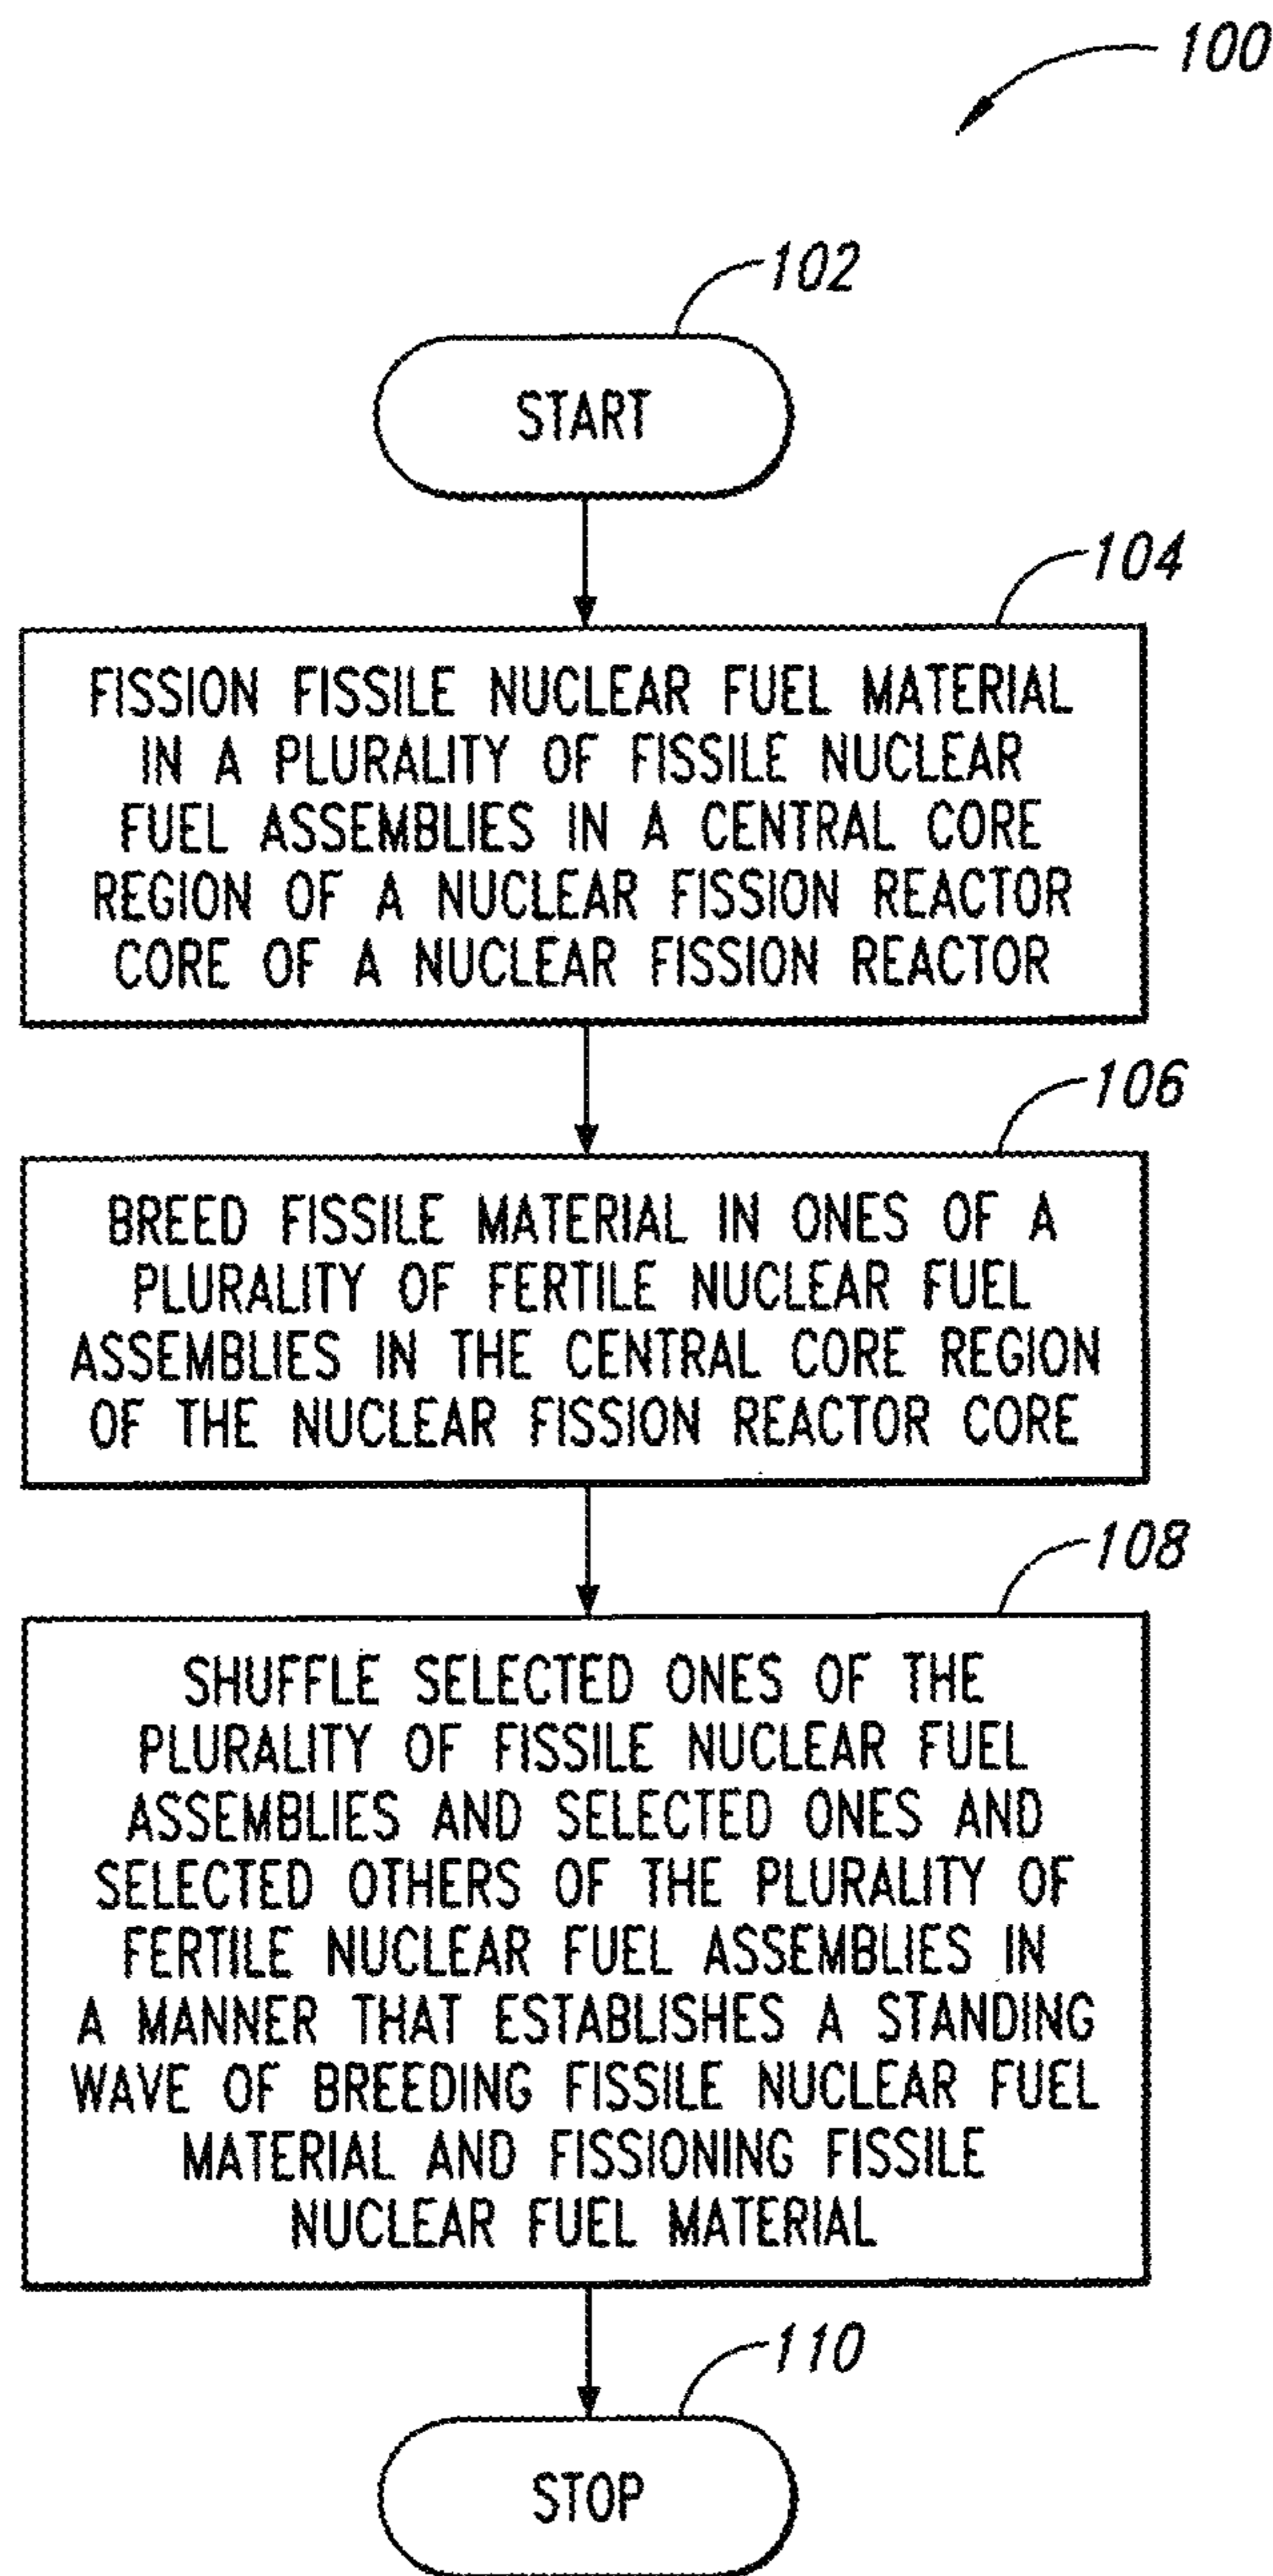 100
102
START
104
FISSION FISSILE NUCLEAR FUEL MATERIAL
IN A PLURALITY OF FISSILE NUCLEAR
FUEL ASSEMBLIES IN A CENTRAL CORE
REGION OF A NUCLEAR FISSION REACTOR
CORE OF A NUCLEAR FISSION REACTOR
106
BREED FISSILE MATERIAL IN ONES OF A
PLURALITY OF FERTILE NUCLEAR FUEL
ASSEMBLIES IN THE CENTRAL CORE REGION
OF THE NUCLEAR FISSION REACTOR CORE
108
SHUFFLE SELECTED ONES OF THE
PLURALITY OF FISSILE NUCLEAR FUEL
ASSEMBLIES AND SELECTED ONES AND
SELECTED OTHERS OF THE PLURALITY OF
FERTILE NUCLEAR FUEL ASSEMBLIES IN
A MANNER THAT ESTABLISHES A STANDING
WAVE OF BREEDING FISSILE NUCLEAR FUEL
MATERIAL AND FISSIONING FISSILE
NUCLEAR FUEL MATERIAL
110
STOP